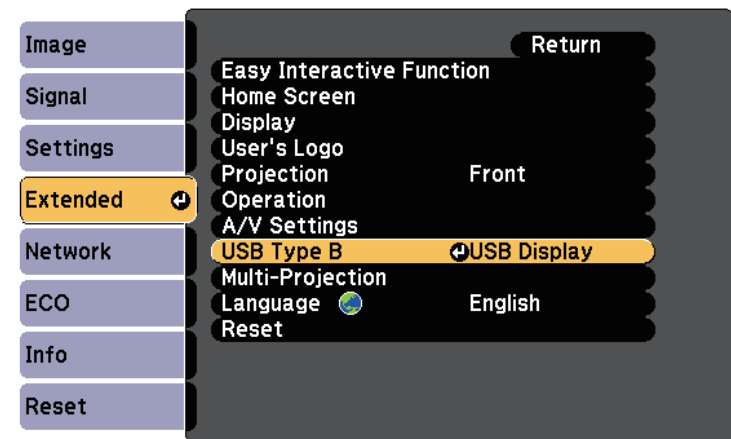 Image
Signal
Settings
Extended
Network
ECO
Info
Reset
Return
Easy Interactive Function
Home Screen
Display
User's Logo
Projection Front
Operation
A/V Settings
USB Type B USB Display
Multi-Projection
Language English
Reset